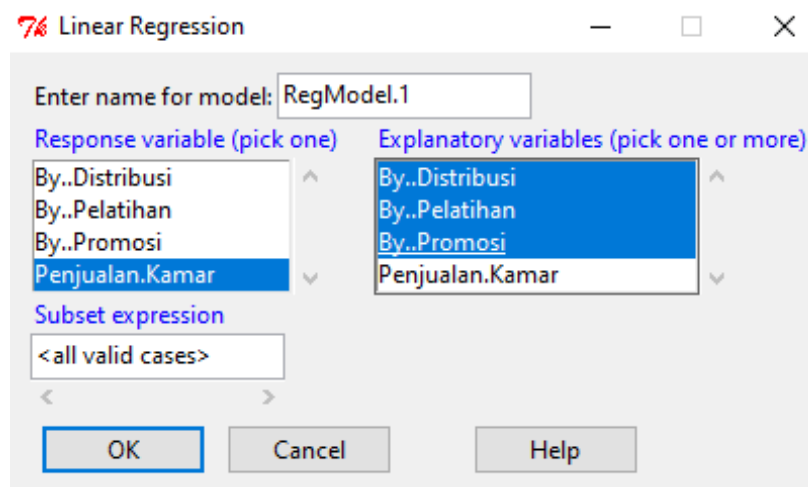 Linear Regression
Enter name for model: RegModel.1
Response variable (pick one) Explanatory variables (pick one or more)
By..Distribusi By..Distribusi
By..Pelatihan By..Pelatihan
By..Promosi By..Promosi
Penjualan.Kamar Penjualan.Kamar
Subset expression
<all valid cases>
OK Cancel Help